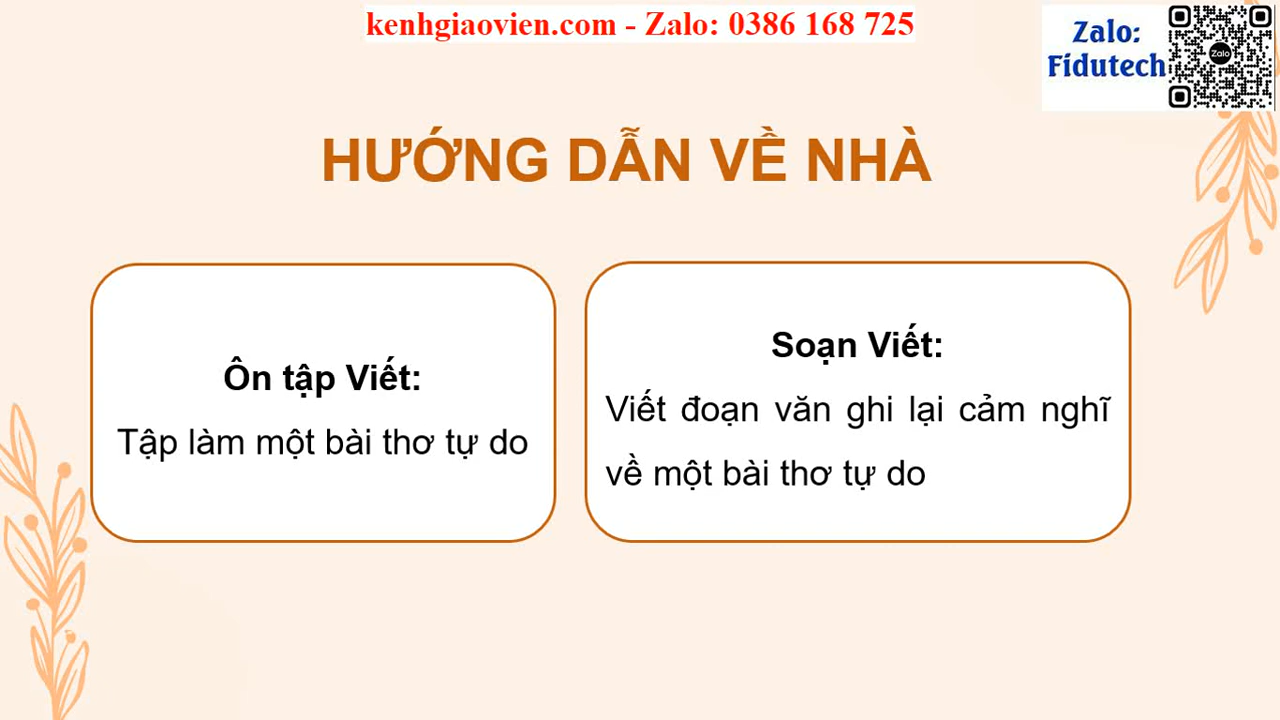 kenhgiaovien.com - Zalo: 0386 168 725
Zalo:
Fidutech
Zalo
HƯỚNG DẪN VỀ NHÀ
Ôn tập Viết:
Tập làm một bài thơ tự do
Soạn Viết:
Viết đoạn văn ghi lại cảm nghĩ
về một bài thơ tự do